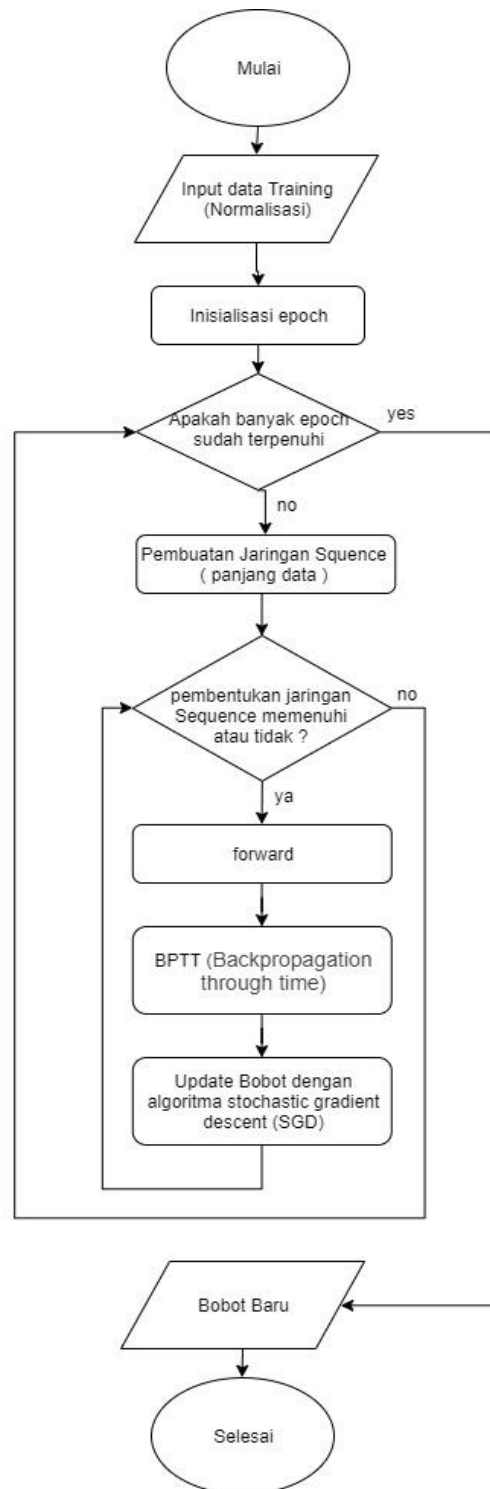 Mulai
Input data Training
(Normalisasi)
Inisialisasi epoch
Apakah banyak epoch
sudah terpenuhi
yes
no
Pembuatan Jaringan Squence
( panjang data )
pembentukan jaringan
Sequence memenuhi
atau tidak ?
no
ya
forward
BPTT (Backpropagation
through time)
Update Bobot dengan
algoritma stochastic gradient
descent (SGD)
Bobot Baru
Selesai